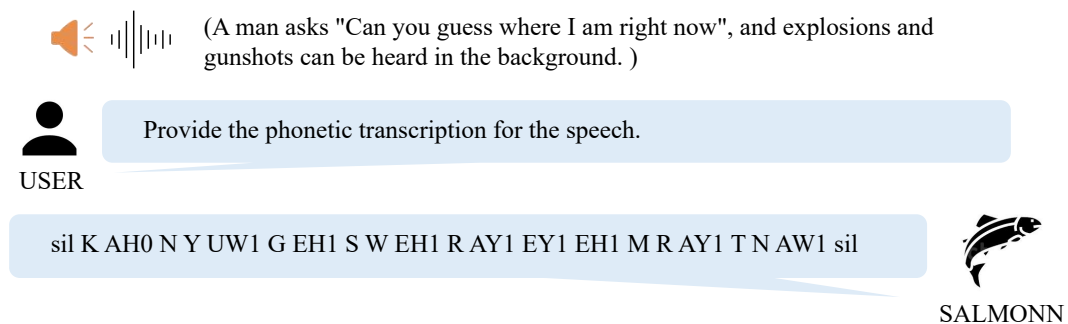 (A man asks "Can you guess where I am right now", and explosions and
gunshots can be heard in the background. )
Provide the phonetic transcription for the speech.
USER
sil K AH0 N Y UW1 G EH1 S W EH1 R AY1 EY1 EH1 M R AY1 T N AW1 sil
SALMONN